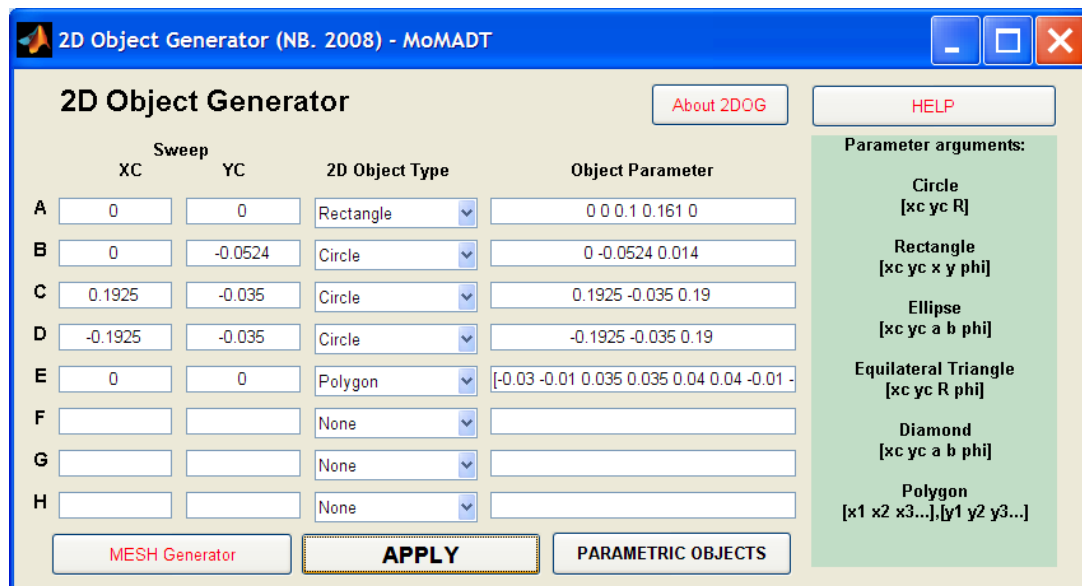 2D Object Generator (NB. 2008) - MoMADT
2D Object Generator
About 2DOG
HELP
Sweep
XC YC 2D Object Type Object Parameter
A 0 0 Rectangle 0 0 0.1 0.161 0
B 0 -0.0524 Circle 0 -0.0524 0.014
C 0.1925 -0.035 Circle 0.1925 -0.035 0.19
D -0.1925 -0.035 Circle -0.1925 -0.035 0.19
E 0 0 Polygon [-0.03 -0.01 0.035 0.035 0.04 0.04 -0.01 -
F None
G None
H None
MESH Generator
APPLY
PARAMETRIC OBJECTS
Parameter arguments:
Circle
[xc yc R]
Rectangle
[xc yc x y phi]
Ellipse
[xc yc a b phi]
Equilateral Triangle
[xc yc R phi]
Diamond
[xc yc a b phi]
Polygon
[x1 x2 x3...],[y1 y2 y3...]